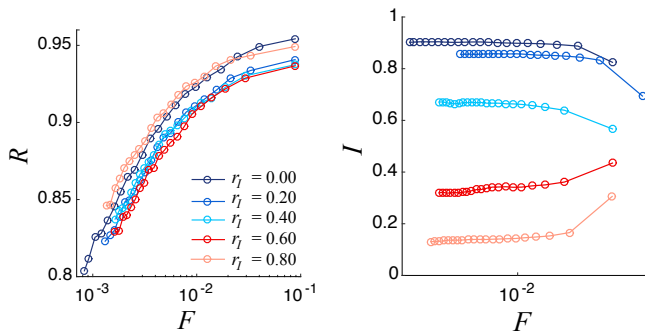 0.95
0.9
0.85
0.8
R
10⁻³
10⁻²
10⁻¹
F
r_I = 0.00
r_I = 0.20
r_I = 0.40
r_I = 0.60
r_I = 0.80
1
0.8
0.6
0.4
0.2
0
I
10⁻²
F